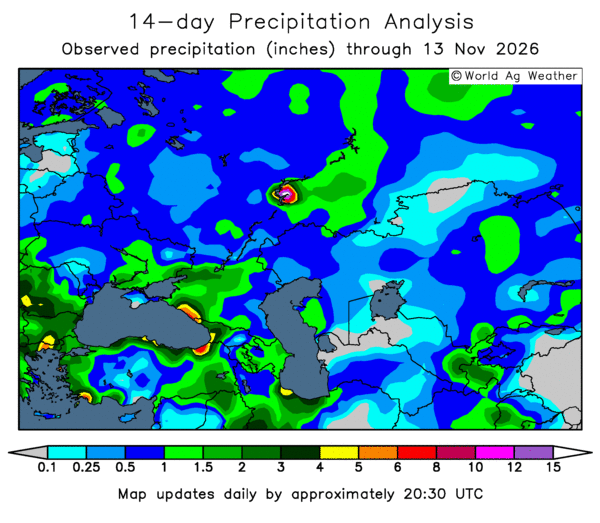 14-day Precipitation Analysis
Observed precipitation (inches) through 13 Nov 2026
©World Ag Weather
0.1 0.25 0.5 1 1.5 2 3 4 5 6 8 10 12 15
Map updates daily by approximately 20:30 UTC